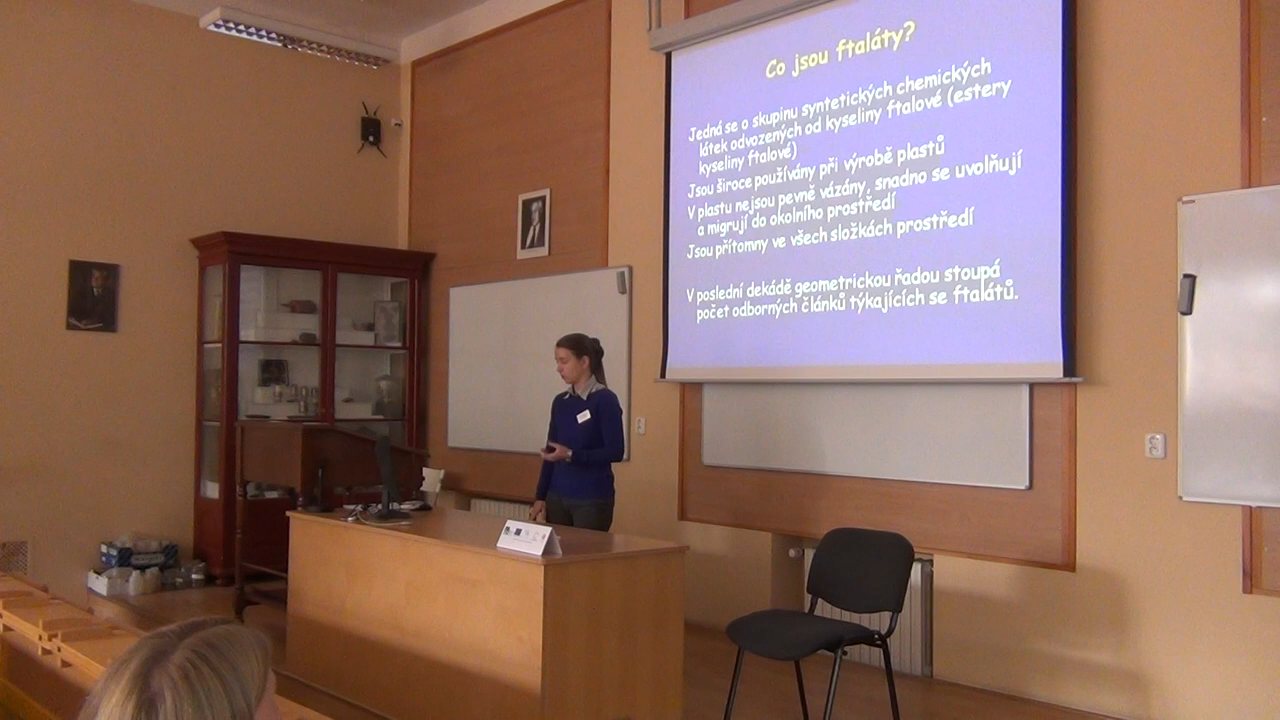 Co jsou ftaláty?
Jedná se o skupinu syntetických chemických
látek odvozených od kyseliny ftalové (estery
kyseliny ftalové)
Jsou široce používány při výrobě plastů
V plastu nejsou pevně vázány, snadno se uvolňují
a migrují do okolního prostředí
Jsou přítomny ve všech složkách prostředí
V poslední dekádě geometrickou řadou stoupá
počet odborných článků týkajících se ftalátů.